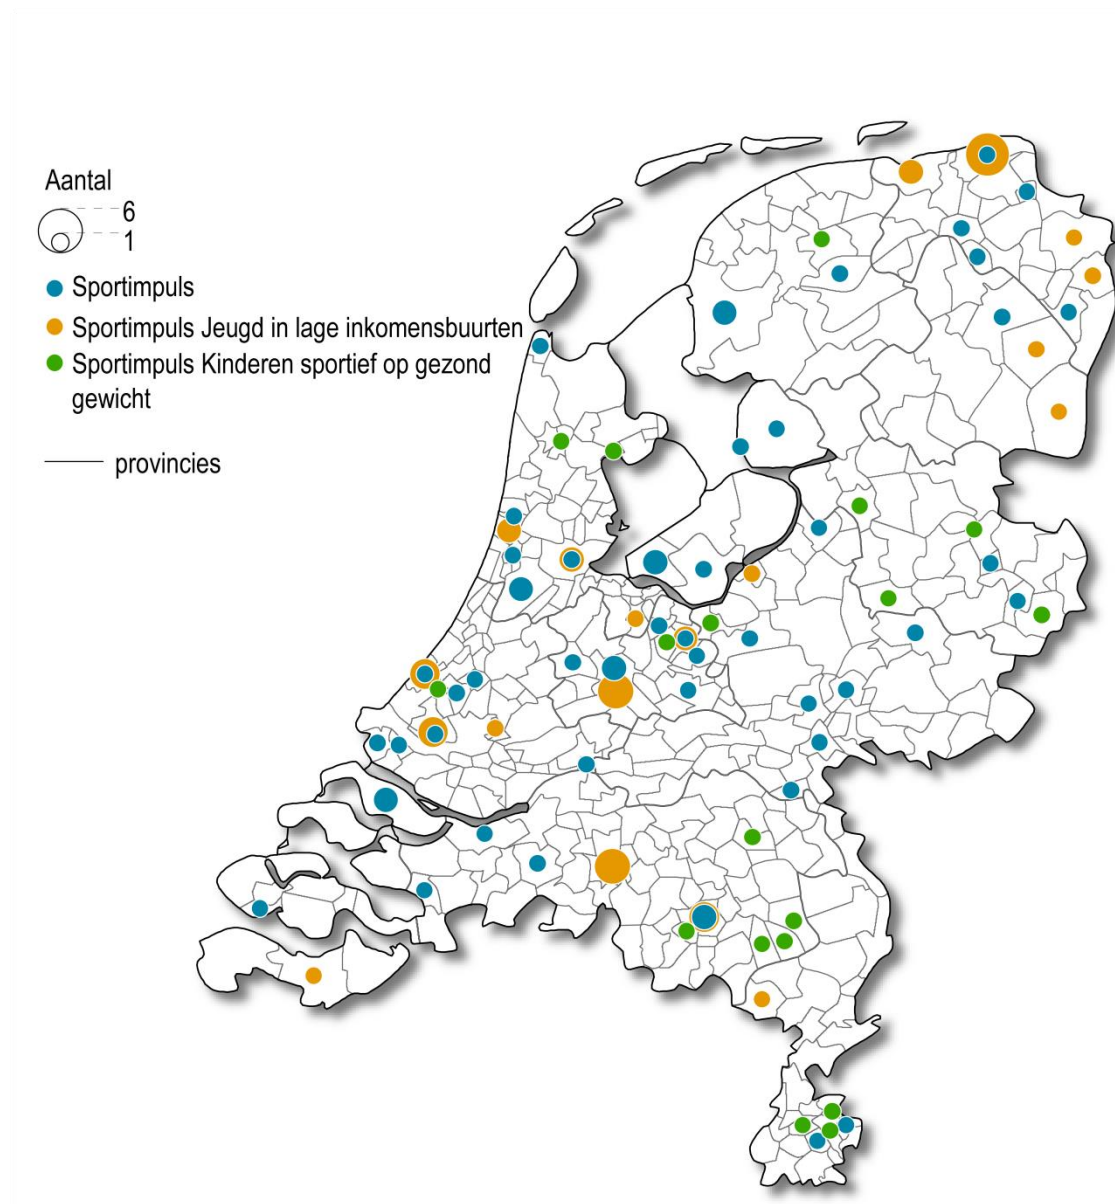 Aantal
6
1
Sportimpuls
Sportimpuls Jeugd in lage inkomensbuurten
Sportimpuls Kinderen sportief op gezond
gewicht
provincies